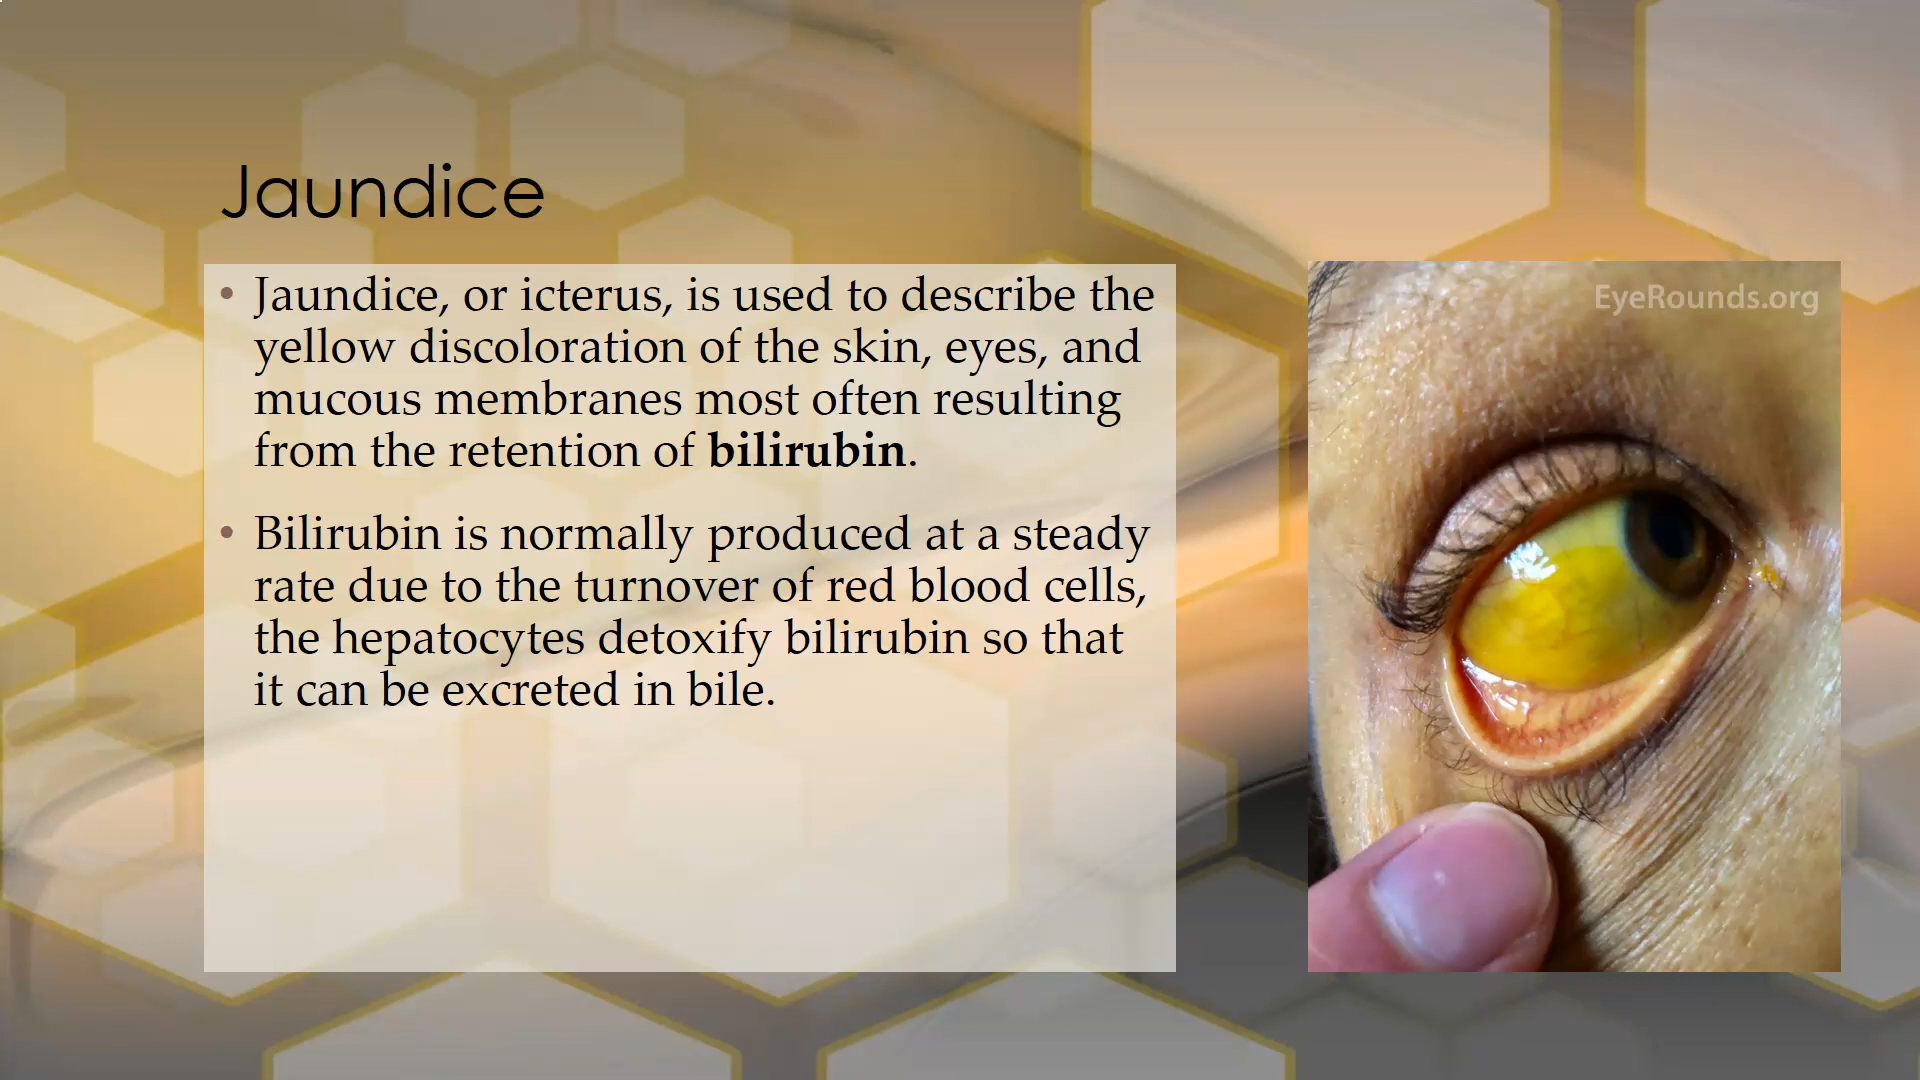 Jaundice
• Jaundice, or icterus, is used to describe the
yellow discoloration of the skin, eyes, and
mucous membranes most often resulting
from the retention of bilirubin.
• Bilirubin is normally produced at a steady
rate due to the turnover of red blood cells,
the hepatocytes detoxify bilirubin so that
it can be excreted in bile.
EyeRounds.org